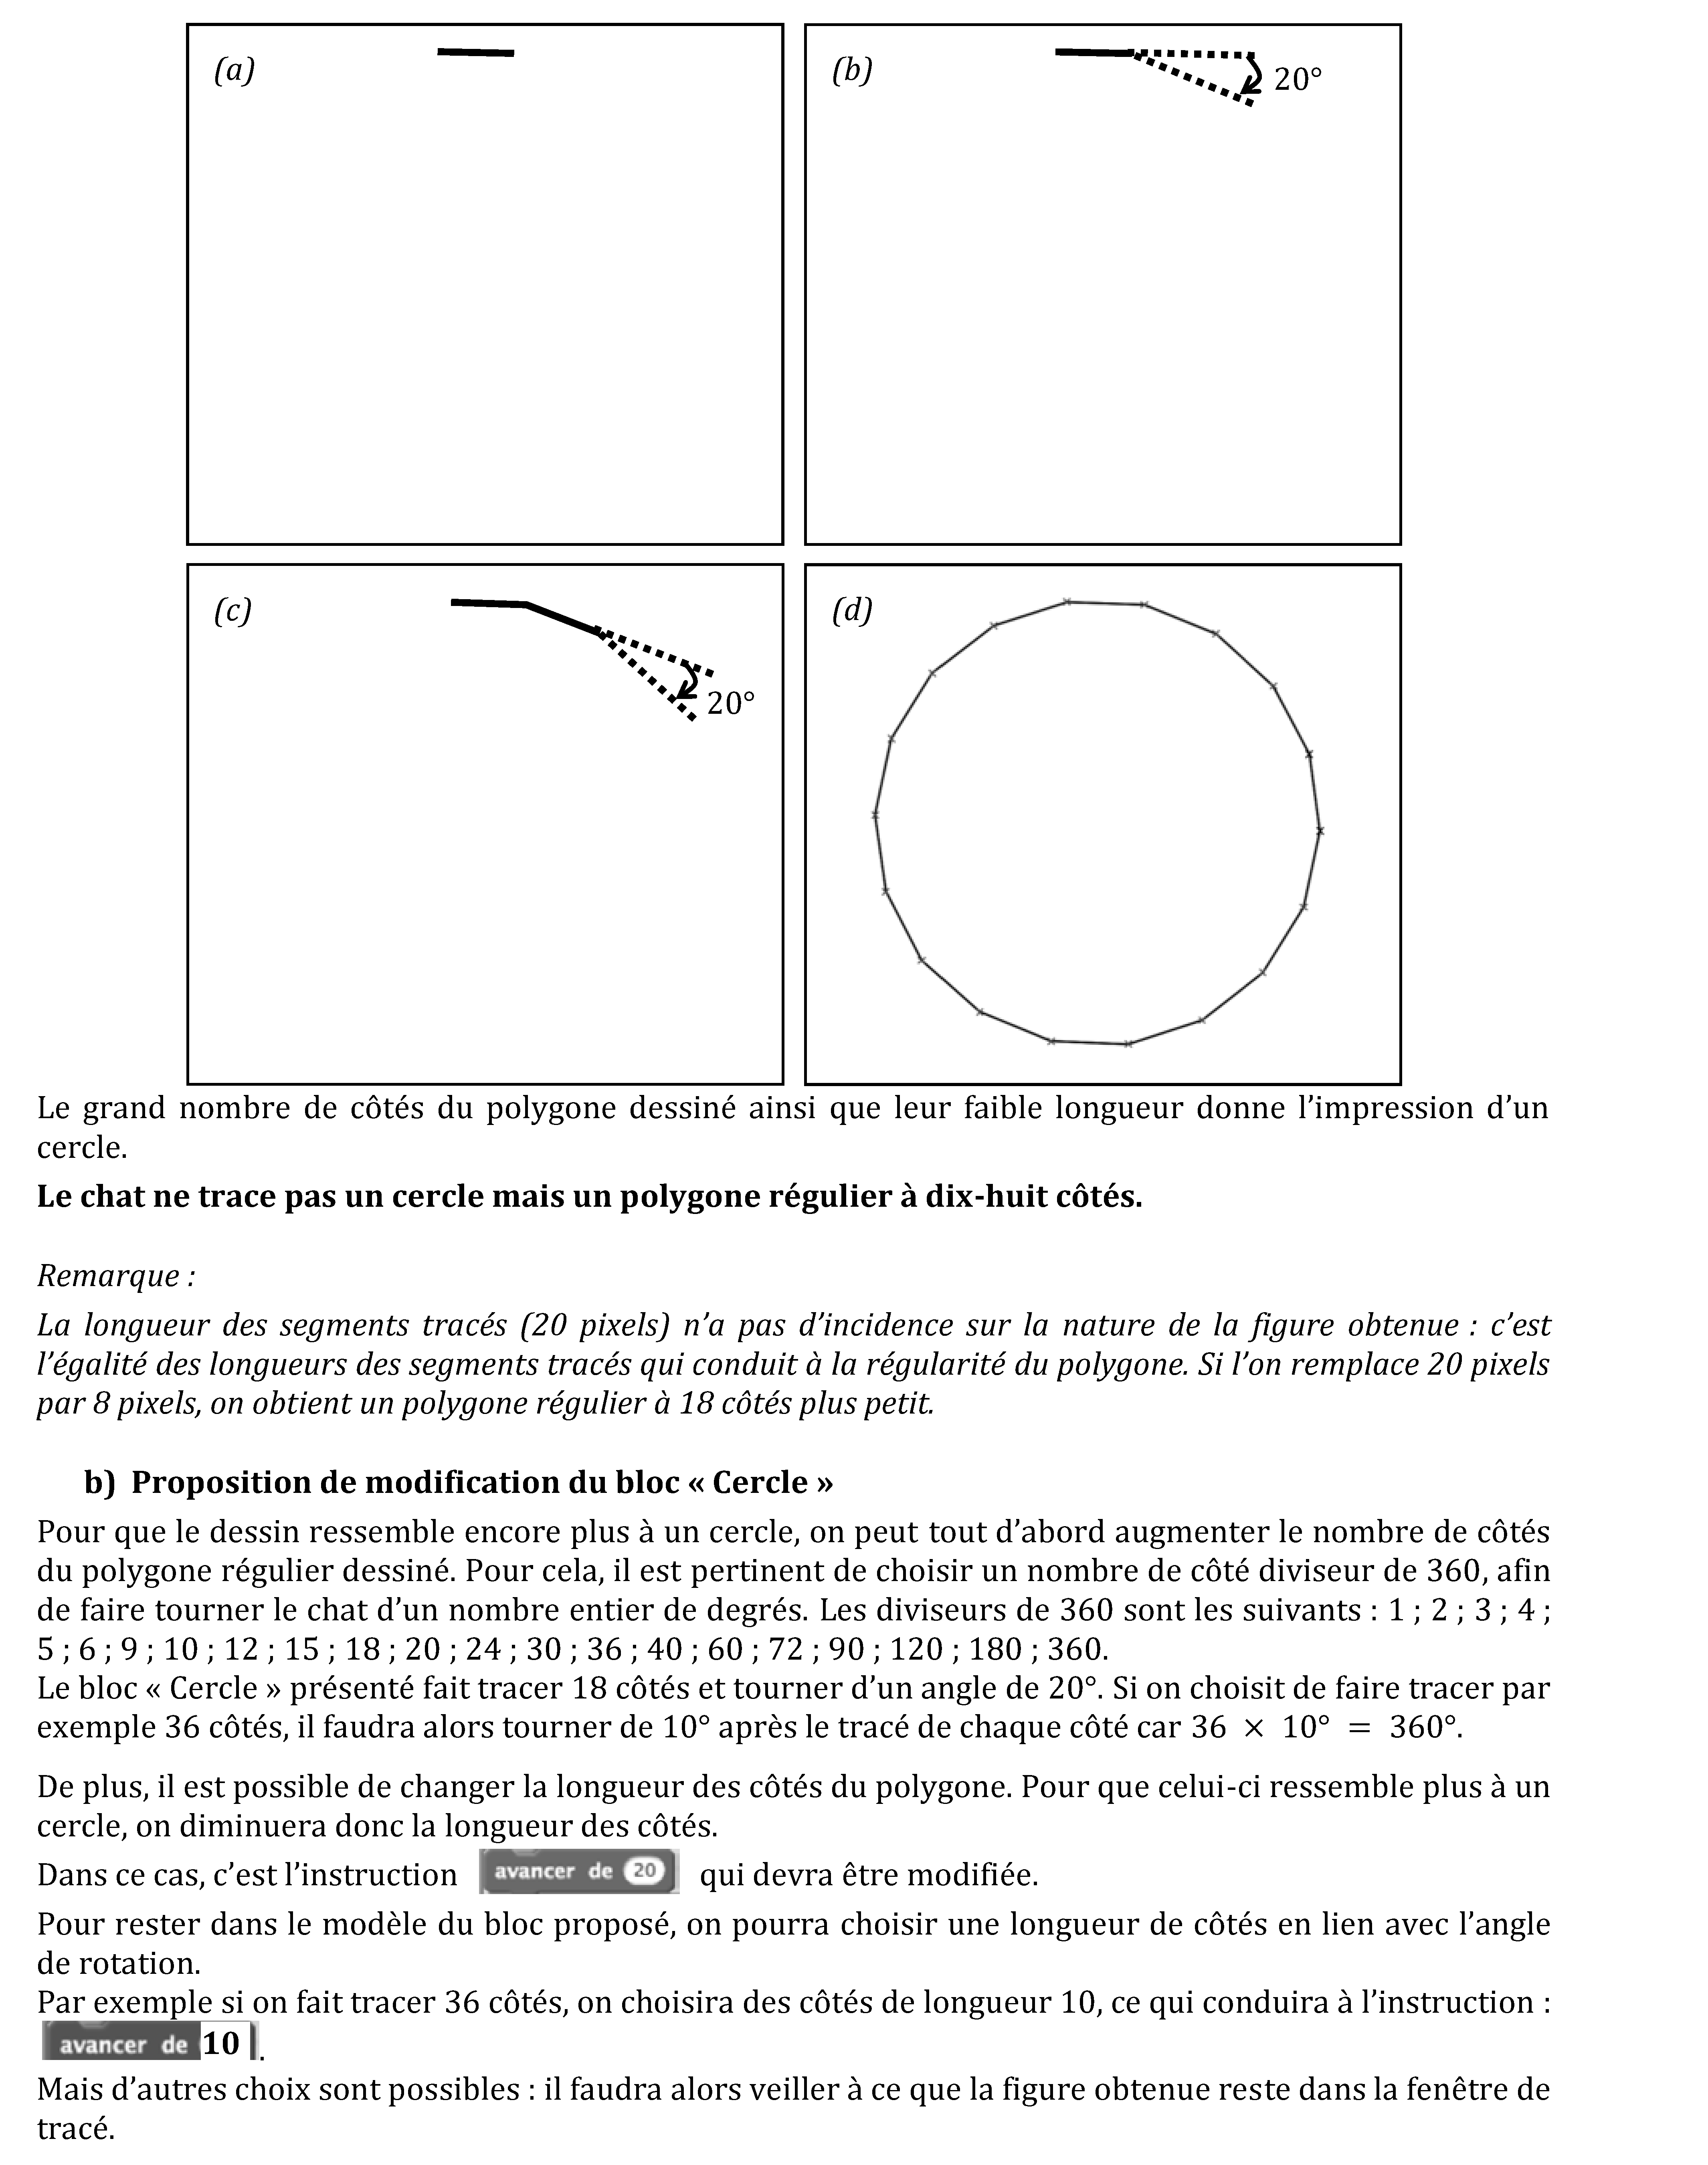 (a)
(b)
20°
(c)
20°
(d)
Le grand nombre de côtés du polygone dessiné ainsi que leur faible longueur donne l’impression d’un
cercle.
Le chat ne trace pas un cercle mais un polygone régulier à dix-huit côtés.
Remarque :
La longueur des segments tracés (20 pixels) n’a pas d’incidence sur la nature de la figure obtenue : c’est
l’égalité des longueurs des segments tracés qui conduit à la régularité du polygone. Si l’on remplace 20 pixels
par 8 pixels, on obtient un polygone régulier à 18 côtés plus petit.
b) Proposition de modification du bloc « Cercle »
Pour que le dessin ressemble encore plus à un cercle, on peut tout d’abord augmenter le nombre de côtés
du polygone régulier dessiné. Pour cela, il est pertinent de choisir un nombre de côté diviseur de 360, afin
de faire tourner le chat d’un nombre entier de degrés. Les diviseurs de 360 sont les suivants : 1 ; 2 ; 3 ; 4 ;
5 ; 6 ; 9 ; 10 ; 12 ; 15 ; 18 ; 20 ; 24 ; 30 ; 36 ; 40 ; 60 ; 72 ; 90 ; 120 ; 180 ; 360.
Le bloc « Cercle » présenté fait tracer 18 côtés et tourner d’un angle de 20°. Si on choisit de faire tracer par
exemple 36 côtés, il faudra alors tourner de 10° après le tracé de chaque côté car 36 × 10° = 360°.
De plus, il est possible de changer la longueur des côtés du polygone. Pour que celui-ci ressemble plus à un
cercle, on diminuera donc la longueur des côtés.
Dans ce cas, c’est l’instruction avancer de 20 qui devra être modifiée.
Pour rester dans le modèle du bloc proposé, on pourra choisir une longueur de côtés en lien avec l’angle
de rotation.
Par exemple si on fait tracer 36 côtés, on choisira des côtés de longueur 10, ce qui conduira à l’instruction :
avancer de 10 .
Mais d’autres choix sont possibles : il faudra alors veiller à ce que la figure obtenue reste dans la fenêtre de
tracé.